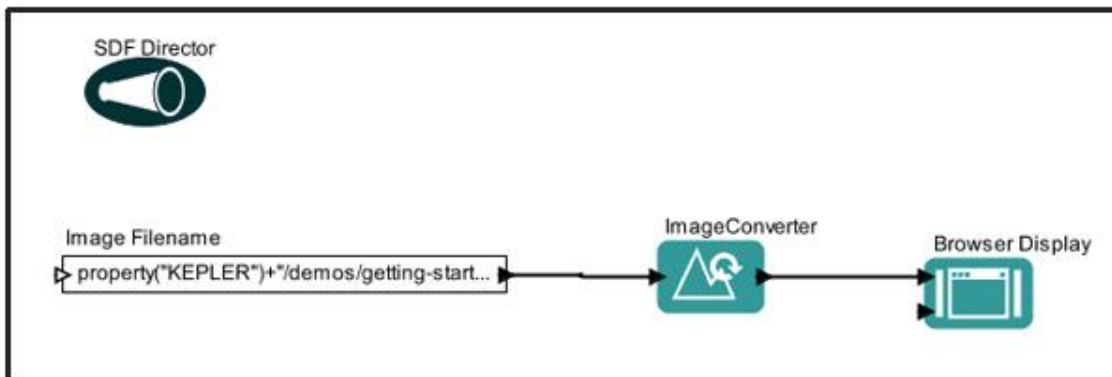 SDF Director
Image Filename
property("KEPLER")+"/demos/getting-start...
ImageConverter
Browser Display